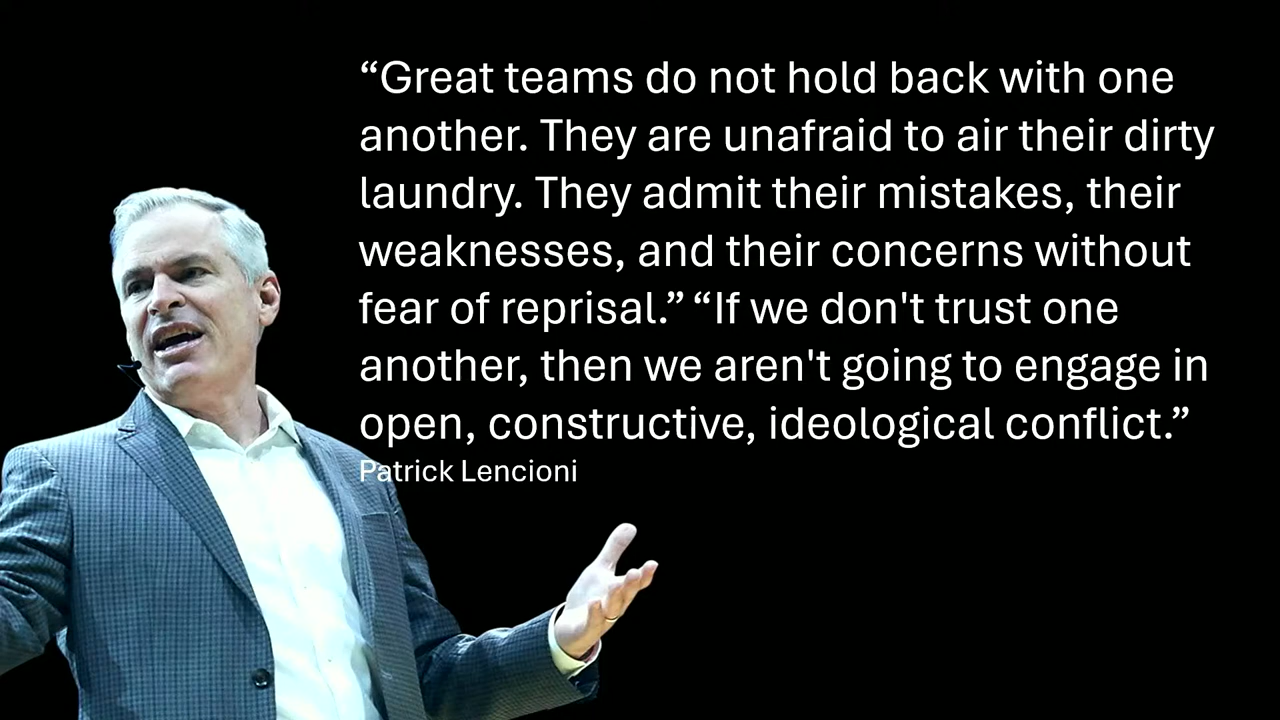 “Great teams do not hold back with one
another. They are unafraid to air their dirty
laundry. They admit their mistakes, their
weaknesses, and their concerns without
fear of reprisal.” “If we don't trust one
another, then we aren't going to engage in
open, constructive, ideological conflict.”
Patrick Lencioni